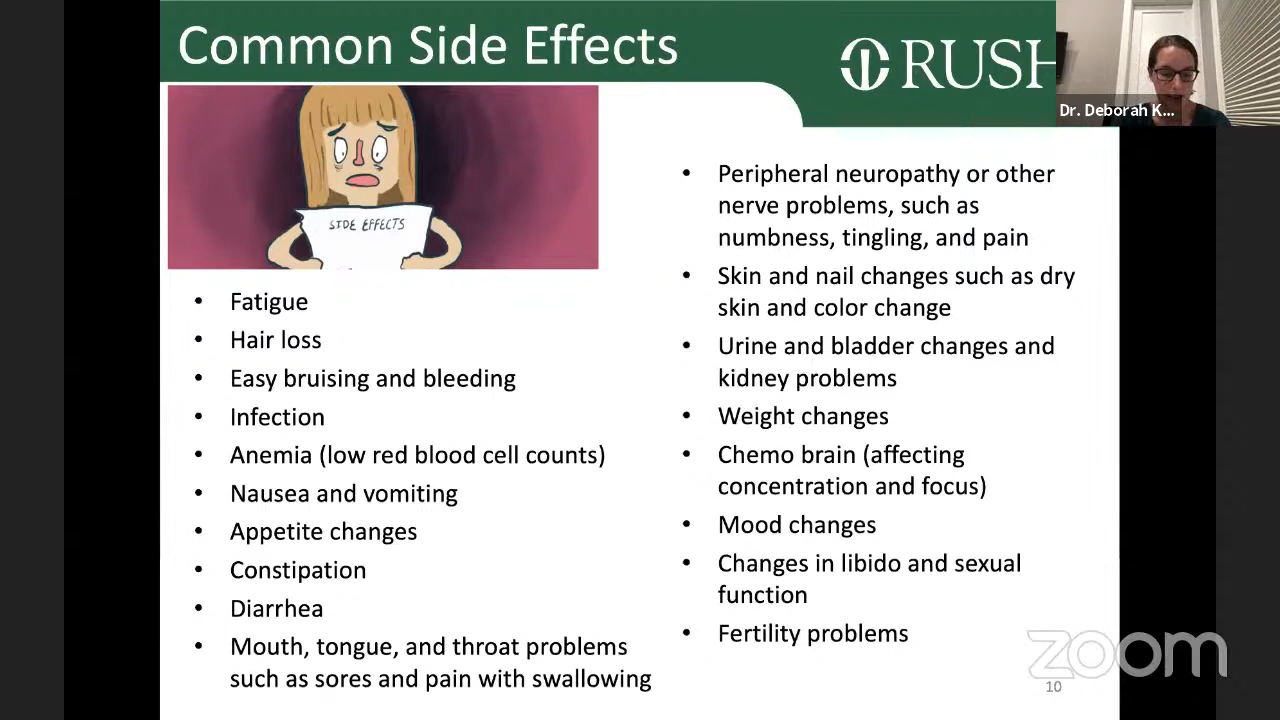 Common Side Effects
RUSH
Dr. Deborah K...
SIDE EFFECTS
• Fatigue
• Hair loss
• Easy bruising and bleeding
• Infection
• Anemia (low red blood cell counts)
• Nausea and vomiting
• Appetite changes
• Constipation
• Diarrhea
• Mouth, tongue, and throat problems
such as sores and pain with swallowing
• Peripheral neuropathy or other
nerve problems, such as
numbness, tingling, and pain
• Skin and nail changes such as dry
skin and color change
• Urine and bladder changes and
kidney problems
• Weight changes
• Chemo brain (affecting
concentration and focus)
• Mood changes
• Changes in libido and sexual
function
• Fertility problems
zoom
10